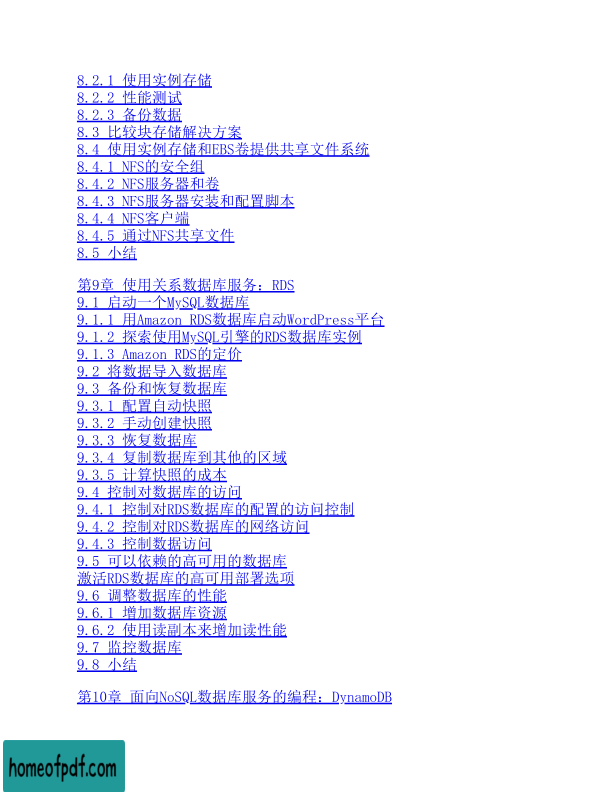 8.2.1 使用实例存储
8.2.2 性能测试
8.2.3 备份数据
8.3 比较块存储解决方案
8.4 使用实例存储和EBS卷提供共享文件系统
8.4.1 NFS的安全组
8.4.2 NFS服务器和卷
8.4.3 NFS服务器安装和配置脚本
8.4.4 NFS客户端
8.4.5 通过NFS共享文件
8.5 小结
第9章 使用关系数据库服务：RDS
9.1 启动一个MySQL数据库
9.1.1 用Amazon RDS数据库启动WordPress平台
9.1.2 探索使用MySQL引擎的RDS数据库实例
9.1.3 Amazon RDS的定价
9.2 将数据导入数据库
9.3 备份和恢复数据库
9.3.1 配置自动快照
9.3.2 手动创建快照
9.3.3 恢复数据库
9.3.4 复制数据库到其他的区域
9.3.5 计算快照的成本
9.4 控制对数据库的访问
9.4.1 控制对RDS数据库的配置的访问控制
9.4.2 控制对RDS数据库的网络访问
9.4.3 控制数据访问
9.5 可以依赖的高可用的数据库
激活RDS数据库的高可用部署选项
9.6 调整数据库的性能
9.6.1 增加数据库资源
9.6.2 使用读副本来增加读性能
9.7 监控数据库
9.8 小结
第10章 面向NoSQL数据库服务的编程：DynamoDB
homeofpdf.com